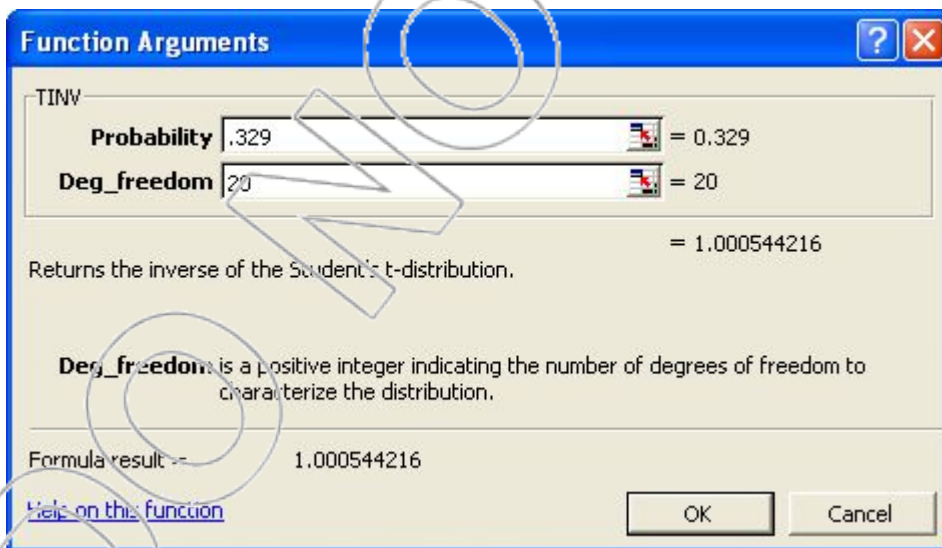 Function Arguments
TINV
Probability .329 = 0.329
Deg_freedom 20 = 20
= 1.000544216
Returns the inverse of the Student's t-distribution.
Deg_freedom is a positive integer indicating the number of degrees of freedom to
characterize the distribution.
Formula result = 1.000544216
Help on this function
OK Cancel